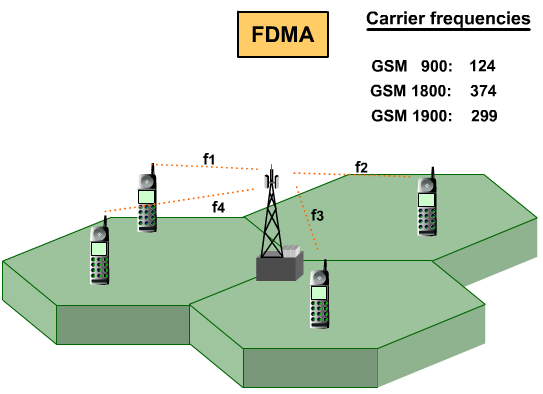 FDMA
Carrier frequencies
GSM 900: 124
GSM 1800: 374
GSM 1900: 299
f1
f2
f4
f3